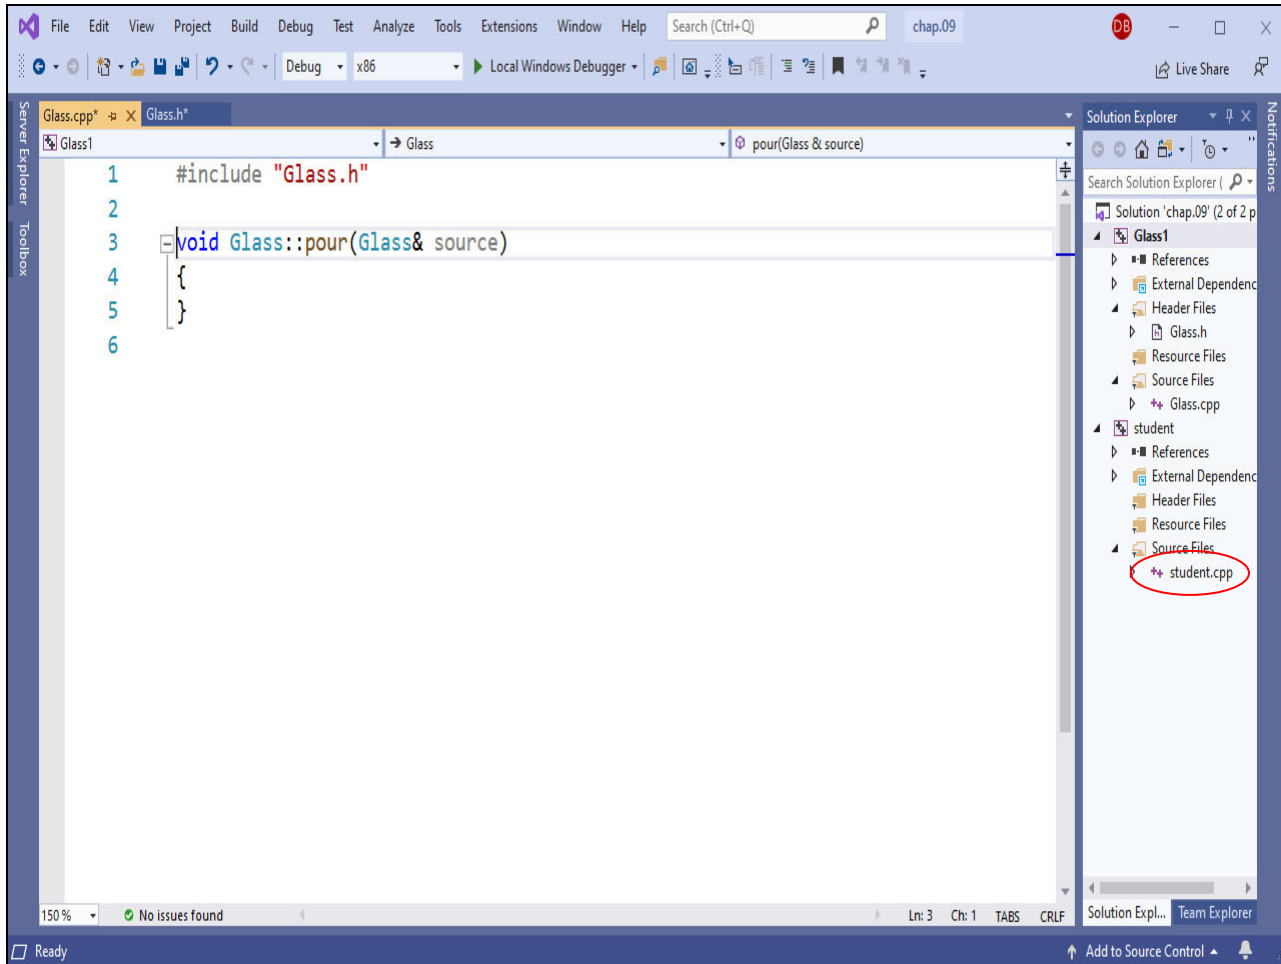 File Edit View Project Build Debug Test Analyze Tools Extensions Window Help Search (Ctrl+Q) chap.09 DB
Debug x86 Local Windows Debugger Live Share
Server Explorer
Toolbox
Glass.cpp* Glass.h*
Glass1 Glass pour(Glass & source)
1 #include "Glass.h"
2
3 void Glass::pour(Glass& source)
4 {
5 }
6
150 % No issues found Ln: 3 Ch: 1 TABS CRLF
Solution Explorer
Search Solution Explorer (
Solution 'chap.09' (2 of 2 p
Glass1
References
External Dependenc
Header Files
Glass.h
Resource Files
Source Files
Glass.cpp
student
References
External Dependenc
Header Files
Resource Files
Source Files
student.cpp
Solution Expl... Team Explorer
Notifications
Ready Add to Source Control